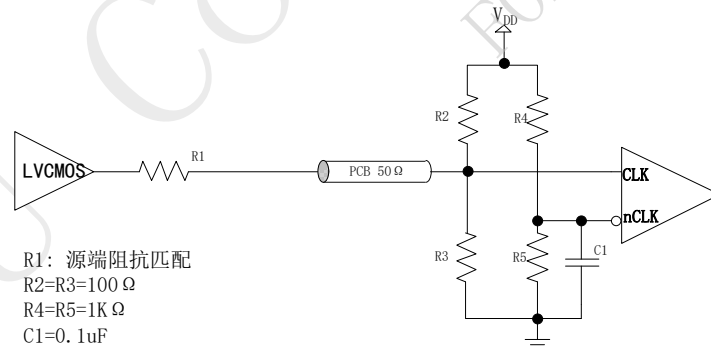 V_DD
R2
R4
R1
LVCMOS
PCB 50Ω
CLK
nCLK
R3
R5
C1
R1: 源端阻抗匹配
R2=R3=100Ω
R4=R5=1KΩ
C1=0.1uF